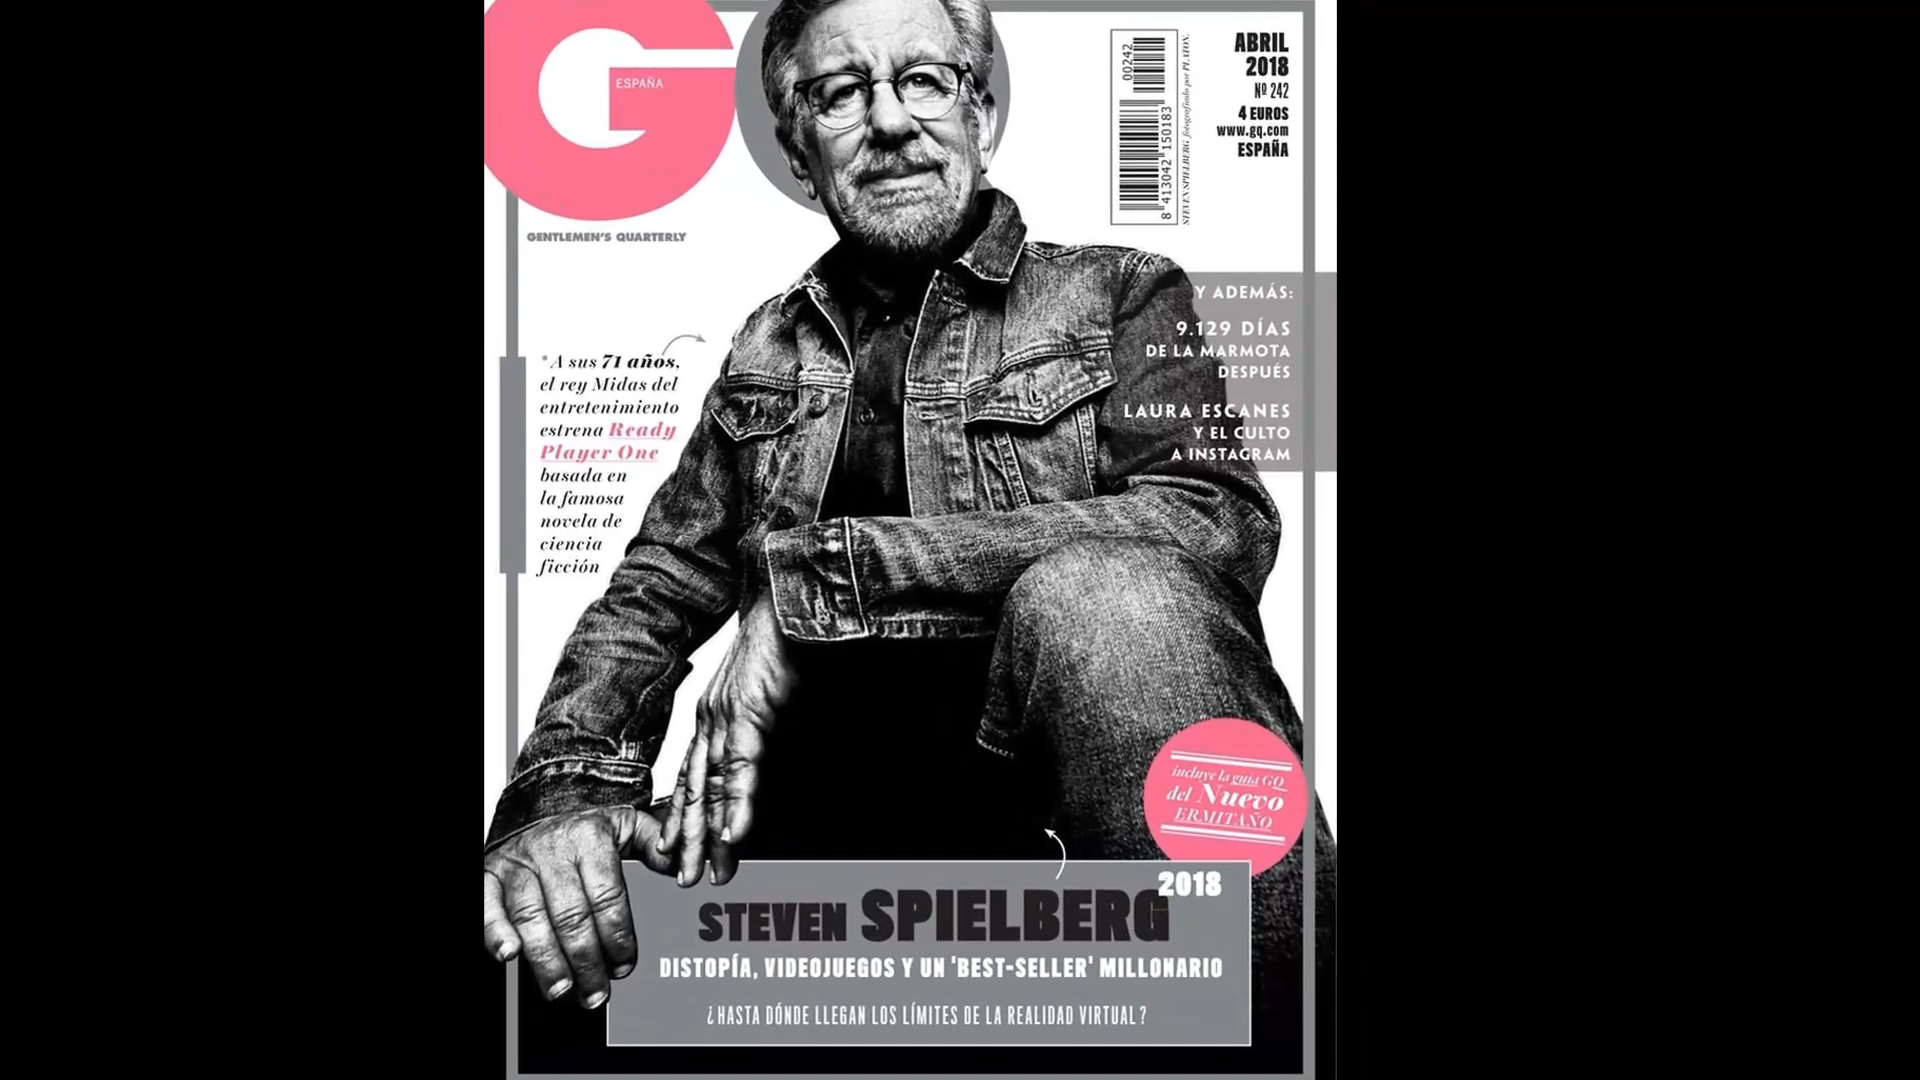 GQ
ESPAÑA
GENTLEMEN'S QUARTERLY
00242
8 413042 150183
STEVEN SPIELBERG fotografiado por PLATON.
ABRIL
2018
Nº 242
4 EUROS
www.gq.com
ESPAÑA
Y ADEMÁS:
9.129 DÍAS
DE LA MARMOTA
DESPUÉS
LAURA ESCANES
Y EL CULTO
A INSTAGRAM
*A sus 71 años,
el rey Midas del
entretenimiento
estrena Ready
Player One
basada en
la famosa
novela de
ciencia
ficción
incluye la guía GQ
del Nuevo
ERMITAÑO
2018
STEVEN SPIELBERG
DISTOPÍA, VIDEOJUEGOS Y UN 'BEST-SELLER' MILLONARIO
¿HASTA DÓNDE LLEGAN LOS LÍMITES DE LA REALIDAD VIRTUAL?